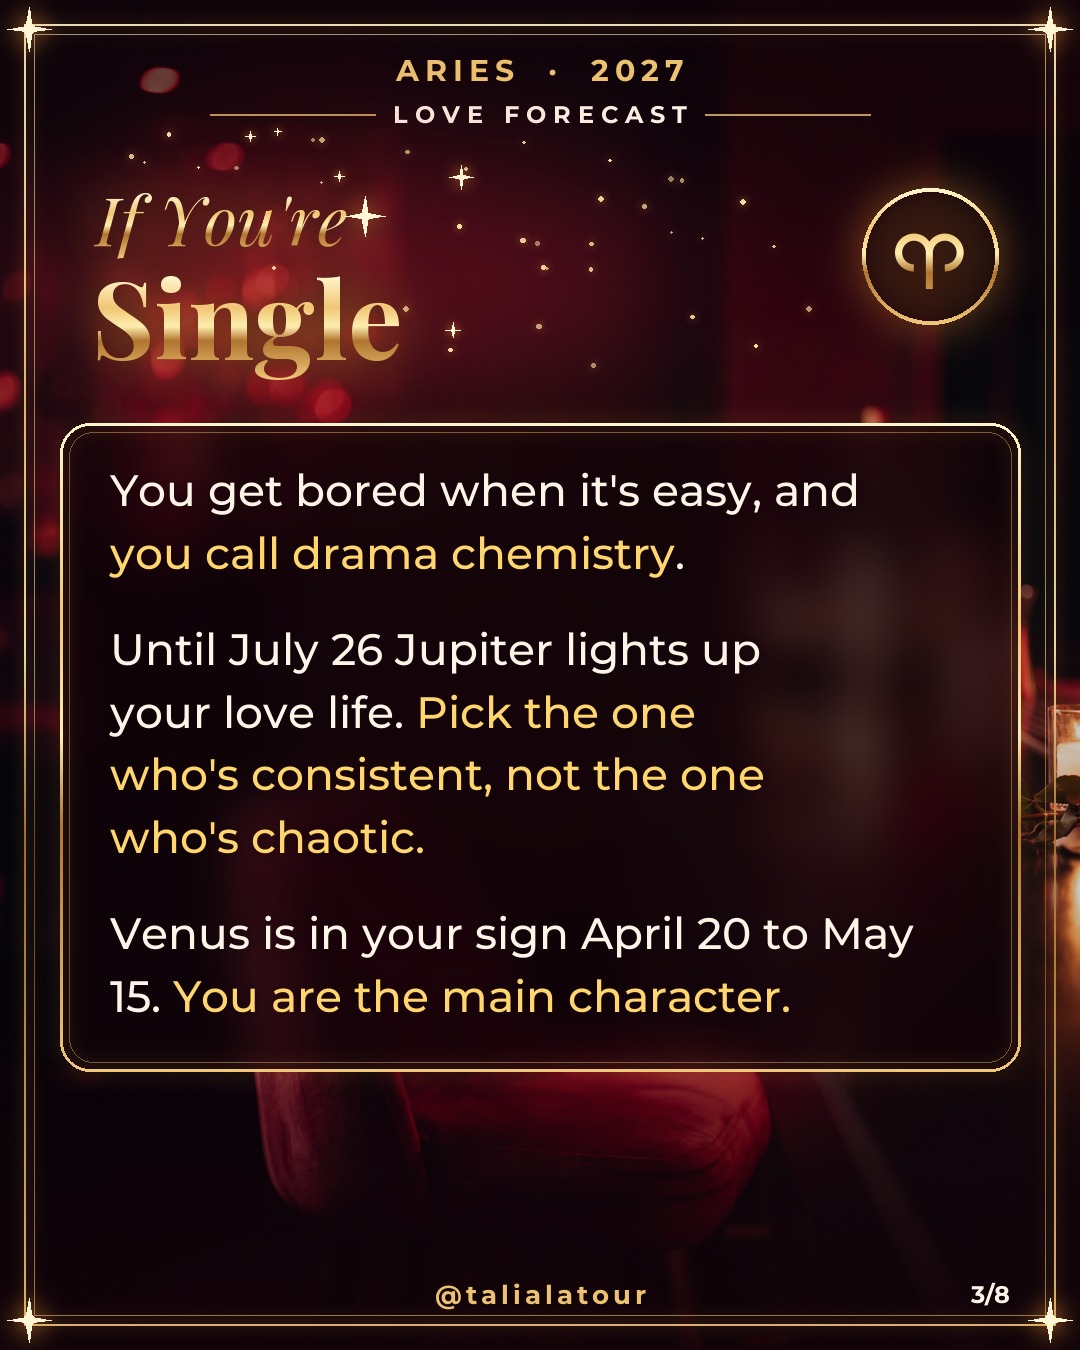 ARIES · 2027
LOVE FORECAST
If You're
Single
You get bored when it's easy, and
you call drama chemistry.
Until July 26 Jupiter lights up
your love life. Pick the one
who's consistent, not the one
who's chaotic.
Venus is in your sign April 20 to May
15. You are the main character.
@talialatour
3/8